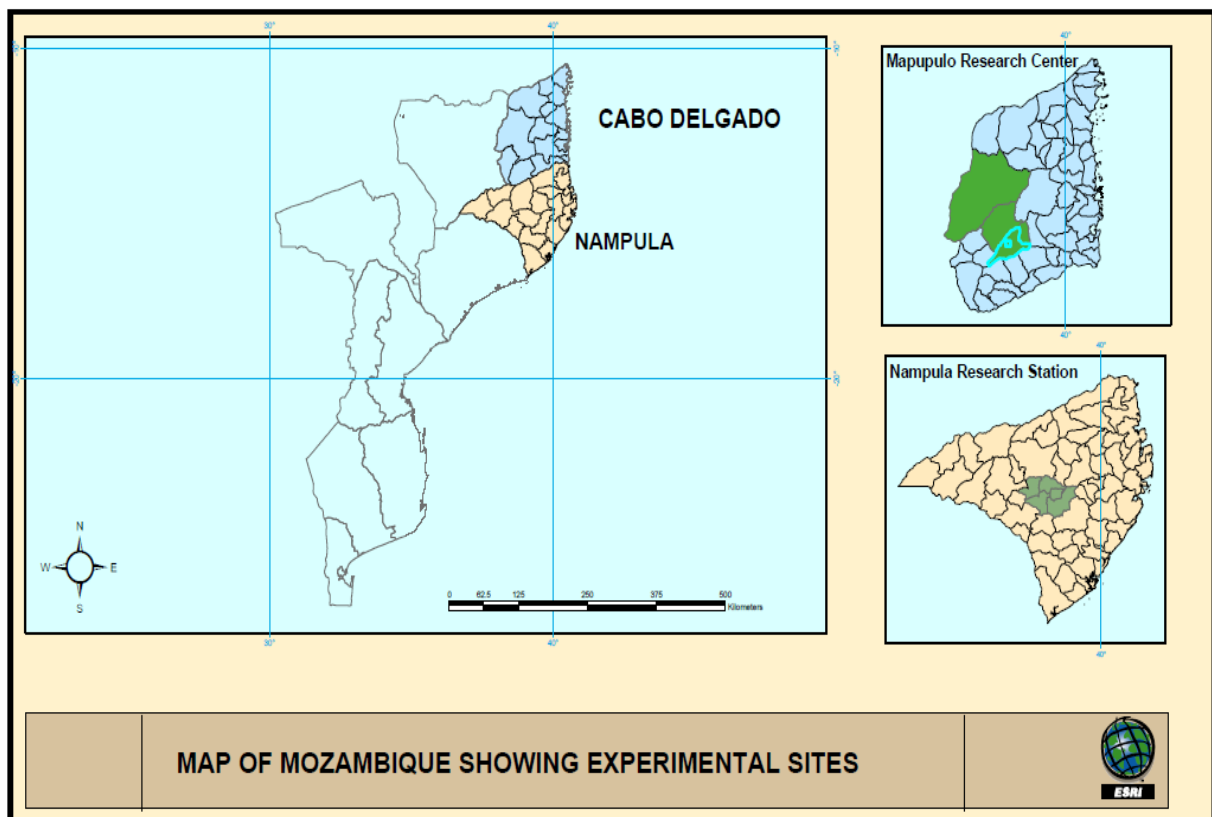 30°
40°
CABO DELGADO
NAMPULA
N
W E
S
0 62.5 125 250 375 500
Kilometers
30°
40°
Mapupulo Research Center
40°
40°
Nampula Research Station
40°
40°
MAP OF MOZAMBIQUE SHOWING EXPERIMENTAL SITES
ESRI